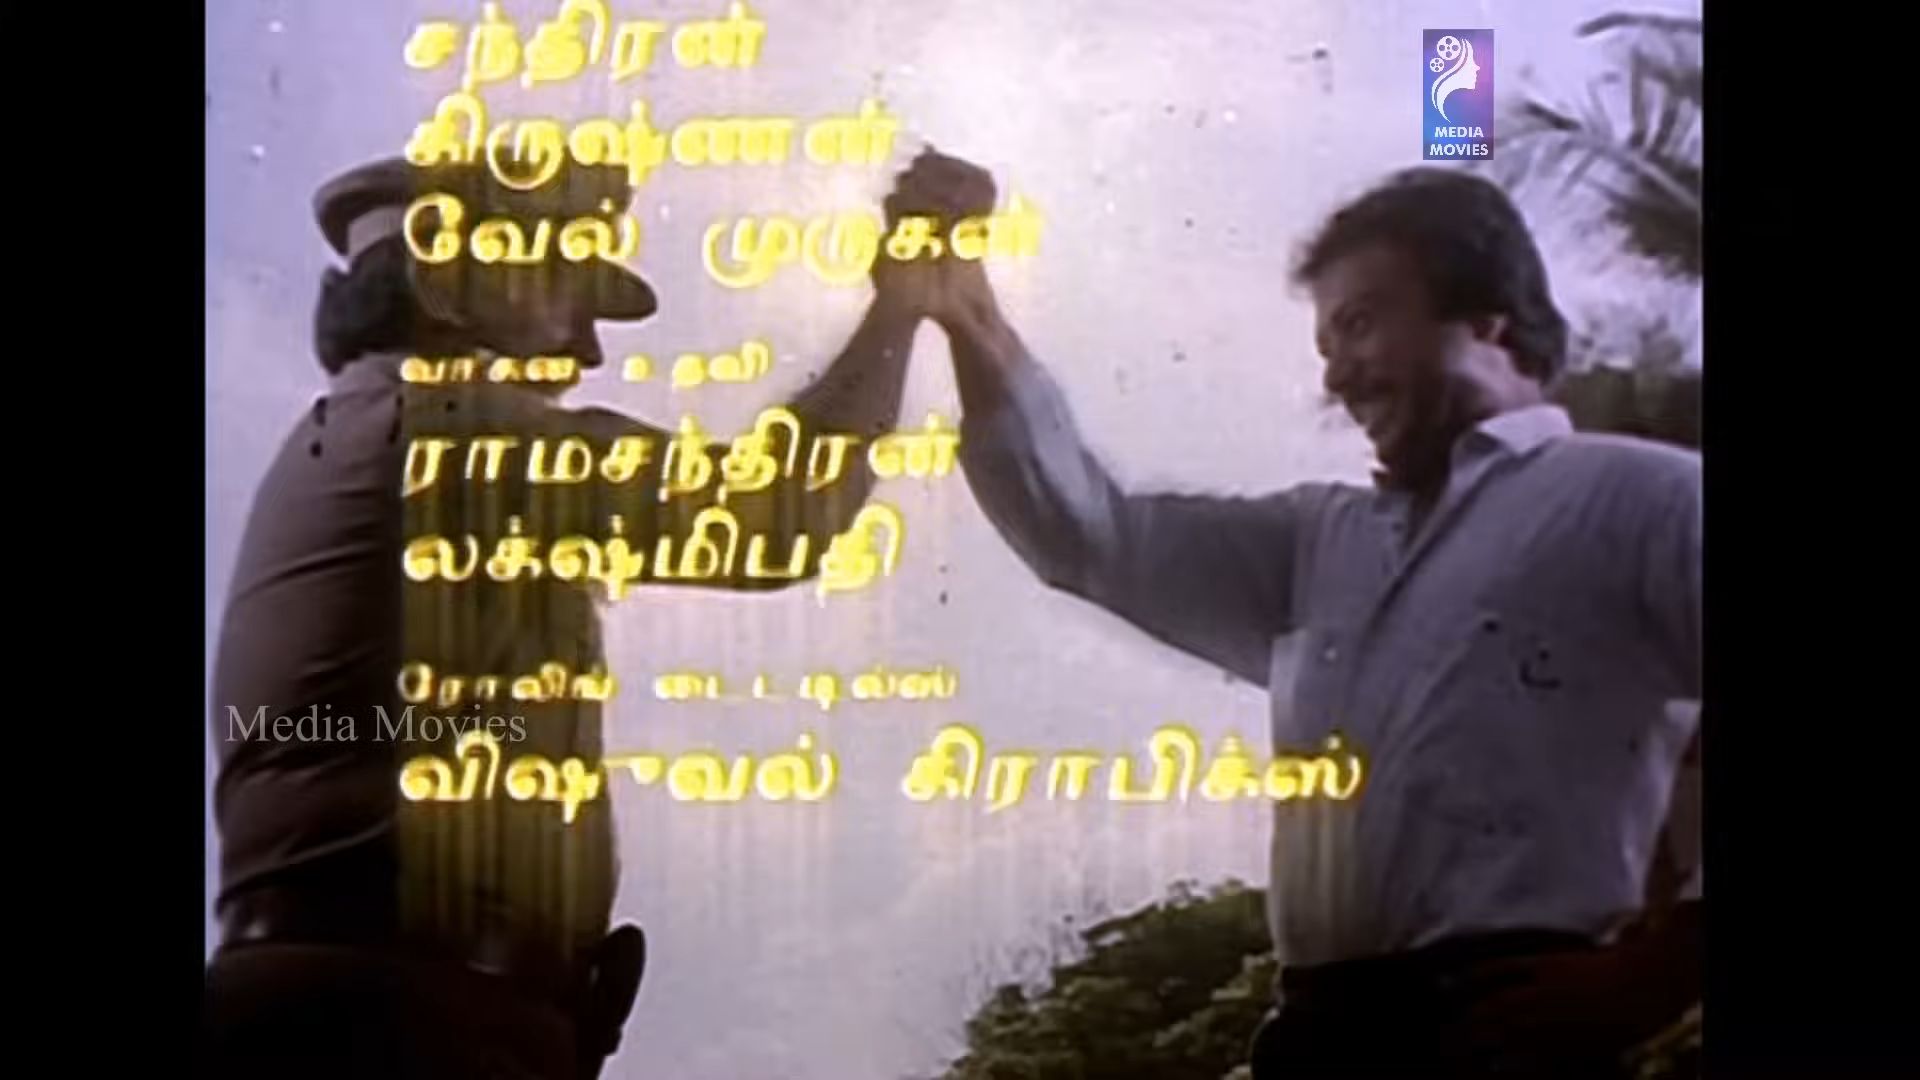 சந்திரன்
கிருஷ்ணன்
வேல் முருகன்
வாகன உதவி
ராமசந்திரன்
லக்ஷ்மிபதி
ரோலிங் டைட்டில்ஸ்
விஷுவல் கிராபிக்ஸ்
MEDIA
MOVIES
Media Movies